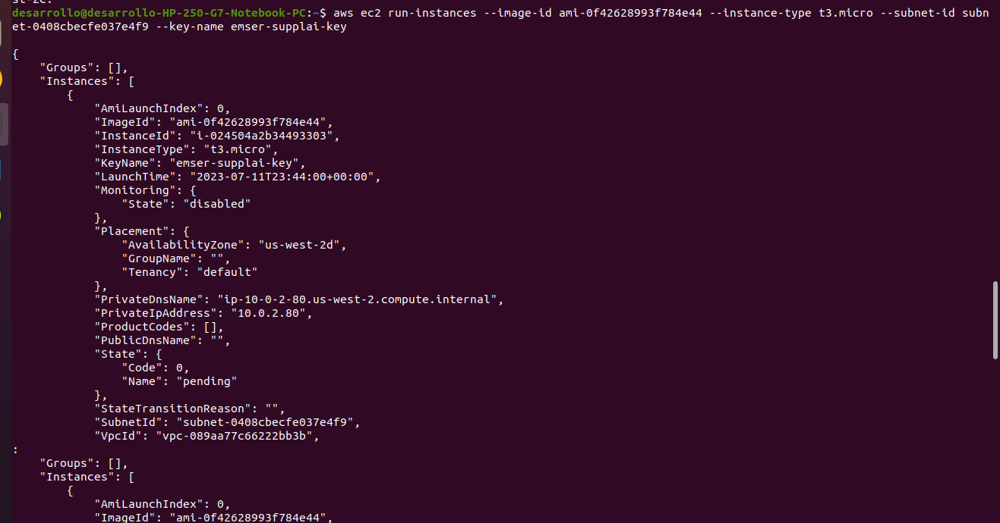 desarrollo@desarrollo-HP-250-G7-Notebook-PC:~$ aws ec2 run-instances --image-id ami-0f42628993f784e44 --instance-type t3.micro --subnet-id subn
et-0408cbecfe037e4f9 --key-name emser-supplai-key
{
    "Groups": [],
    "Instances": [
        {
            "AmiLaunchIndex": 0,
            "ImageId": "ami-0f42628993f784e44",
            "InstanceId": "i-024504a2b34493303",
            "InstanceType": "t3.micro",
            "KeyName": "emser-supplai-key",
            "LaunchTime": "2023-07-11T23:44:00+00:00",
            "Monitoring": {
                "State": "disabled"
            },
            "Placement": {
                "AvailabilityZone": "us-west-2d",
                "GroupName": "",
                "Tenancy": "default"
            },
            "PrivateDnsName": "ip-10-0-2-80.us-west-2.compute.internal",
            "PrivateIpAddress": "10.0.2.80",
            "ProductCodes": [],
            "PublicDnsName": "",
            "State": {
                "Code": 0,
                "Name": "pending"
            },
            "StateTransitionReason": "",
            "SubnetId": "subnet-0408cbecfe037e4f9",
            "VpcId": "vpc-089aa77c66222bb3b",
:
    "Groups": [],
    "Instances": [
        {
            "AmiLaunchIndex": 0,
            "ImageId": "ami-0f42628993f784e44",